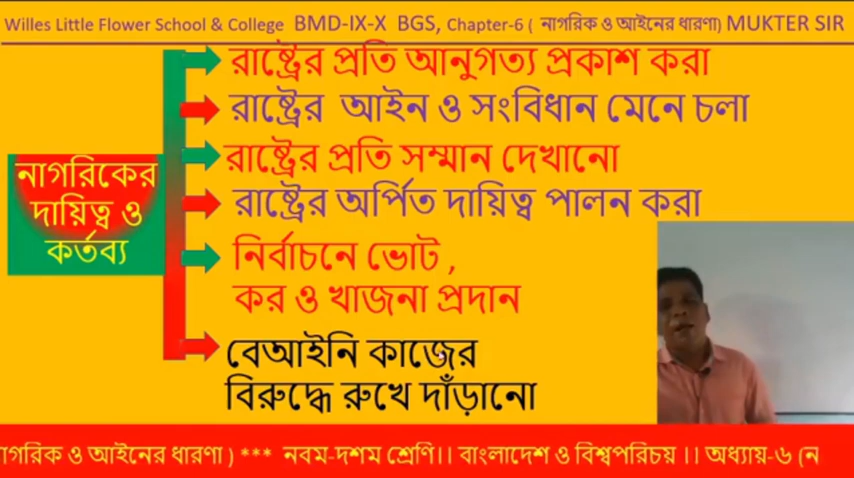 Willes Little Flower School & College BMD-IX-X BGS, Chapter-6 ( নাগরিক ও আইনের ধারণা) MUKTER SIR
নাগরিকের
দায়িত্ব ও
কর্তব্য
রাষ্ট্রের প্রতি আনুগত্য প্রকাশ করা
রাষ্ট্রের আইন ও সংবিধান মেনে চলা
রাষ্ট্রের প্রতি সম্মান দেখানো
রাষ্ট্রের অর্পিত দায়িত্ব পালন করা
নির্বাচনে ভোট ,
কর ও খাজনা প্রদান
বেআইনি কাজের
বিরুদ্ধে রুখে দাঁড়ানো
াগরিক ও আইনের ধারণা ) *** নবম-দশম শ্রেণি।। বাংলাদেশ ও বিশ্বপরিচয় ।। অধ্যায়-৬ (ন